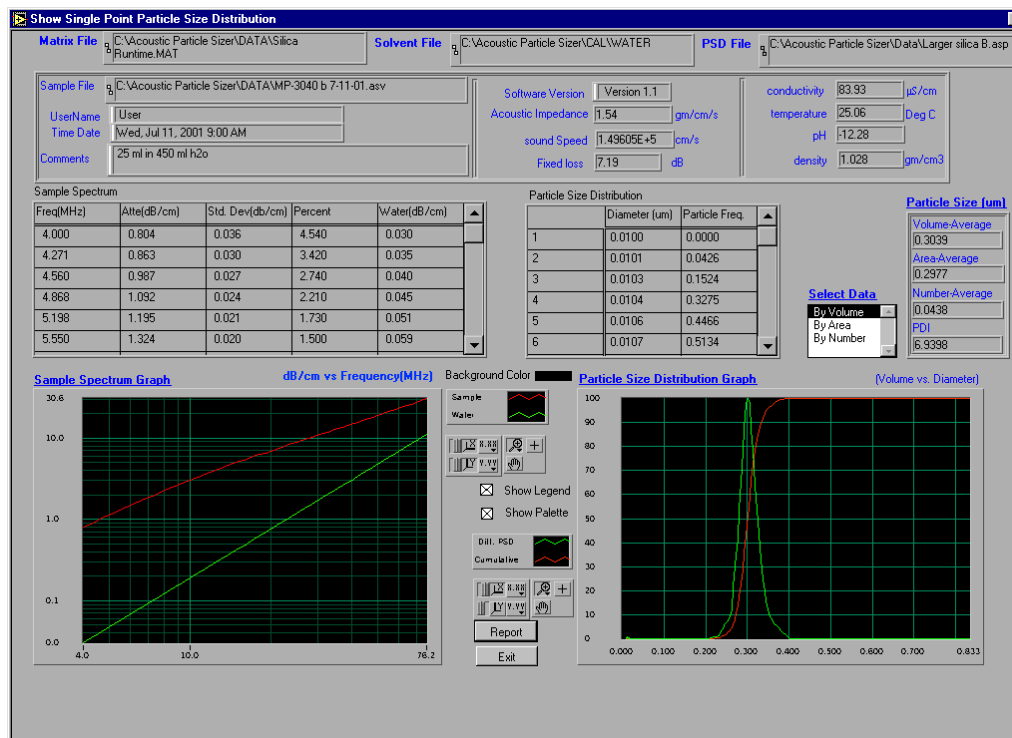 Show Single Point Particle Size Distribution
Matrix File C:\Acoustic Particle Sizer\DATA\Silica
Runtime.MAT
Solvent File C:\Acoustic Particle Sizer\CAL\WATER
PSD File C:\Acoustic Particle Sizer\Data\Larger silica B.asp
Sample File C:\Acoustic Particle Sizer\DATA\MP-3040 b 7-11-01.asv
UserName User
Time Date Wed, Jul 11, 2001 9:00 AM
Comments 25 ml in 450 ml h2o
Software Version Version 1.1
Acoustic Impedance 1.54 gm/cm/s
sound Speed 1.49605E+5 cm/s
Fixed loss 7.19 dB
conductivity 83.93 µS/cm
temperature 25.06 Deg C
pH -12.28
density 1.028 gm/cm3
Sample Spectrum
Freq(MHz) Atte(dB/cm) Std. Dev(db/cm) Percent Water(dB/cm)
4.000 0.804 0.036 4.540 0.030
4.271 0.863 0.030 3.420 0.035
4.560 0.987 0.027 2.740 0.040
4.868 1.092 0.024 2.210 0.045
5.198 1.195 0.021 1.730 0.051
5.550 1.324 0.020 1.500 0.059
Particle Size Distribution
Diameter (um) Particle Freq.
1 0.0100 0.0000
2 0.0101 0.0426
3 0.0103 0.1524
4 0.0104 0.3275
5 0.0106 0.4466
6 0.0107 0.5134
Select Data
By Volume
By Area
By Number
Particle Size (um)
Volume-Average
0.3039
Area-Average
0.2977
Number-Average
0.0438
PDI
6.9398
Sample Spectrum Graph dB/cm vs Frequency(MHz)
30.6
10.0
1.0
0.1
0.0
4.0 10.0 76.2
Background Color
Sample
Water
X X.XX
Y Y.YY
Show Legend
Show Palette
Diff. PSD
Cumulative
X X.XX
Y Y.YY
Report
Exit
Particle Size Distribution Graph (Volume vs. Diameter)
100
90
80
70
60
50
40
30
20
10
0
0.000 0.100 0.200 0.300 0.400 0.500 0.600 0.700 0.833